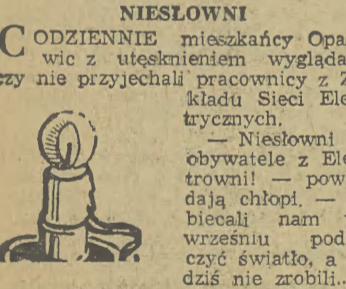 NIESŁOWNI
CODZIENNIE mieszkańcy Opa
wic z utęsknieniem wygląda
zy nie przyjechali pracownicy z Z
kładu Sieci Ele
trycznych.
— Niesłowni
obywatele z Ele
trowni! — pow
dają chłopi. —
biecali nam
wrześniu pod
czyć światło, a
dziś nie zrobili..